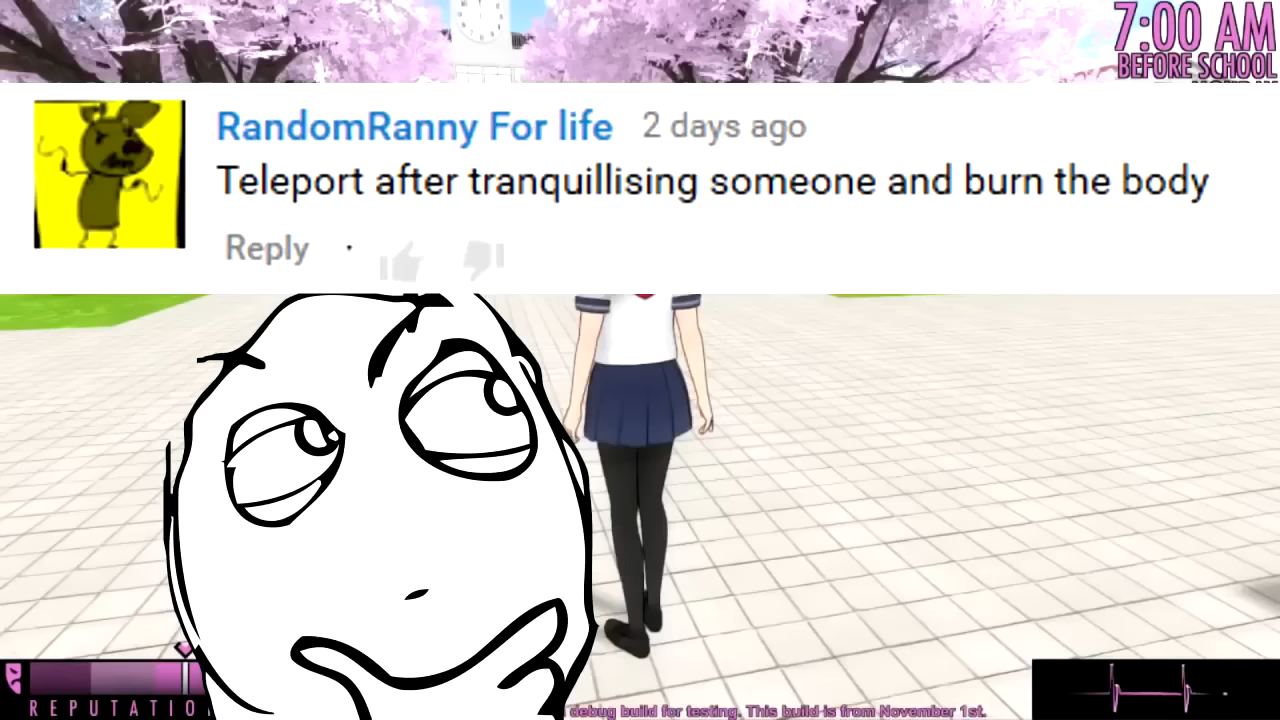 7:00 AM
BEFORE SCHOOL
RandomRanny For life 2 days ago
Teleport after tranquillising someone and burn the body
Reply ·
REPUTATIO
debug build for testing. This build is from November 1st.